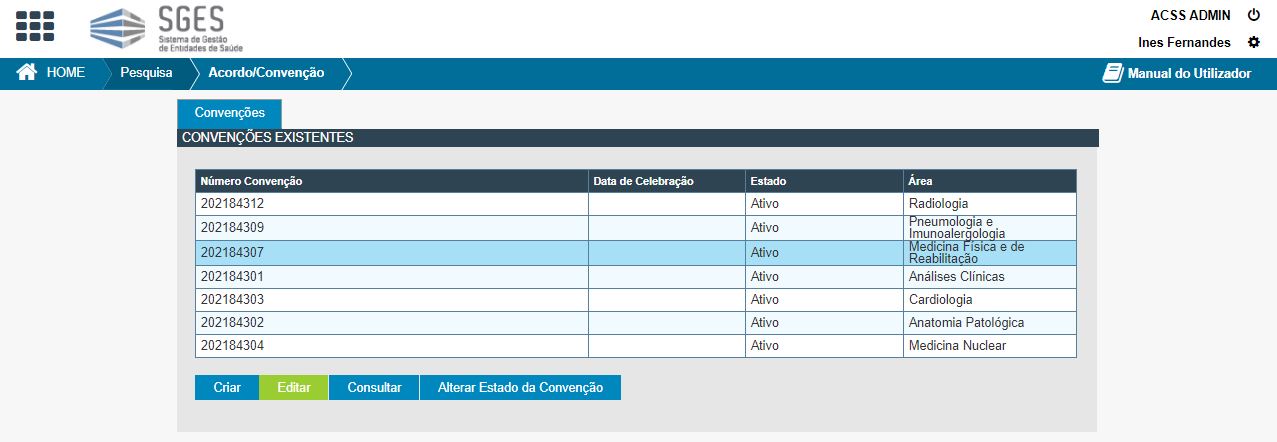 SGES
Sistema de Gestão
de Entidades de Saúde
ACSS ADMIN
Ines Fernandes
HOME Pesquisa Acordo/Convenção Manual do Utilizador
Convenções
CONVENÇÕES EXISTENTES
Número Convenção Data de Celebração Estado Área
202184312 Ativo Radiologia
202184309 Ativo Pneumologia e
Imunoalergologia
202184307 Ativo Medicina Física e de
Reabilitação
202184301 Ativo Análises Clínicas
202184303 Ativo Cardiologia
202184302 Ativo Anatomia Patológica
202184304 Ativo Medicina Nuclear
Criar Editar Consultar Alterar Estado da Convenção